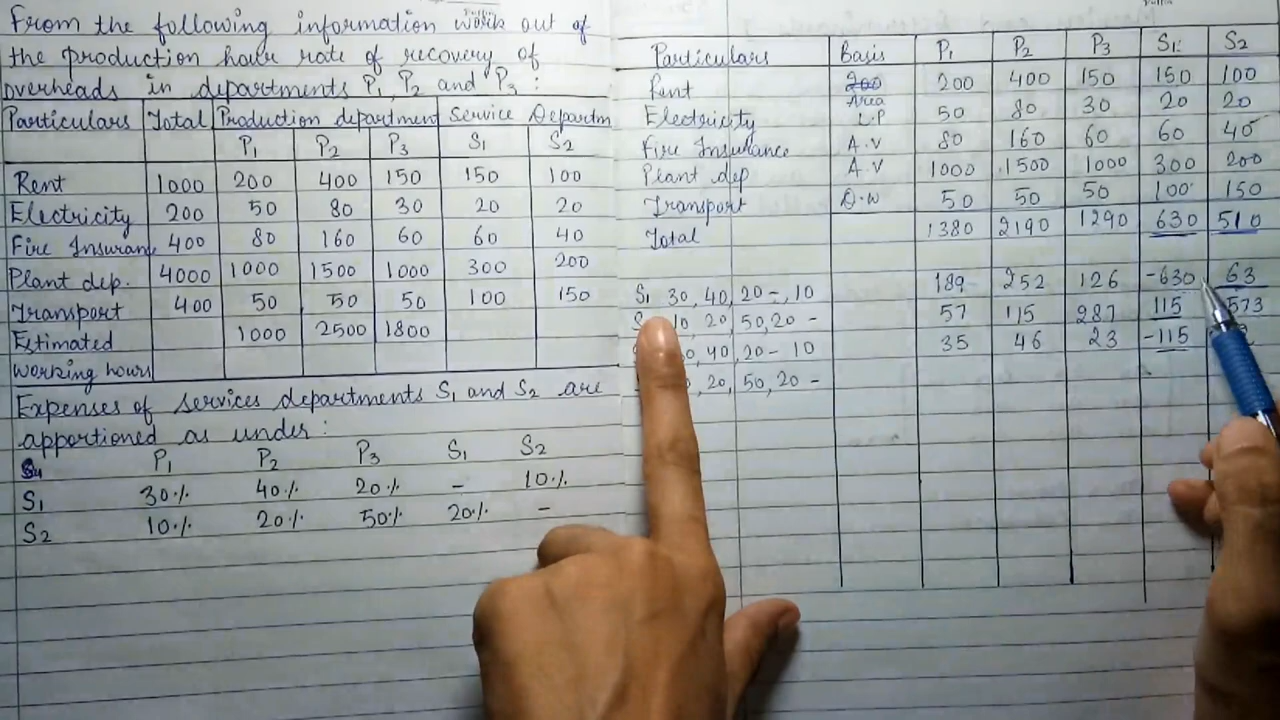 From the following information work out of
the production hour rate of recovery of
overheads in departments P1, P2 and P3 :
Particulars Total Production department Service Departm
P1 P2 P3 S1 S2
Rent 1000 200 400 150 150 100
Electricity 200 50 80 30 20 20
Fire Insuran 400 80 160 60 60 40
Plant dep. 4000 1000 1500 1000 300 200
Transport 400 50 50 50 100 150
Estimated 1000 2500 1800
working hours
Expenses of services departments S1 and S2 are
apportioned as under:
P1 P2 P3 S1 S2
S1 30% 40% 20% - 10%
S2 10% 20% 50% 20% -
Particulars Basis P1 P2 P3 S1 S2
Rent Area 200 400 150 150 100
Electricity L.P 50 80 30 20 20
Fire Insurance A.V 80 160 60 60 40
Plant dep A.V 1000 1500 1000 300 200
Transport D.W 50 50 50 100 150
Total 1380 2190 1290 630 510
S1 30, 40, 20 -, 10 189 252 126 -630 63
10 20, 50, 20 - 57 115 287 115 573
40, 20 - 10 35 46 23 -115
20, 50, 20 -